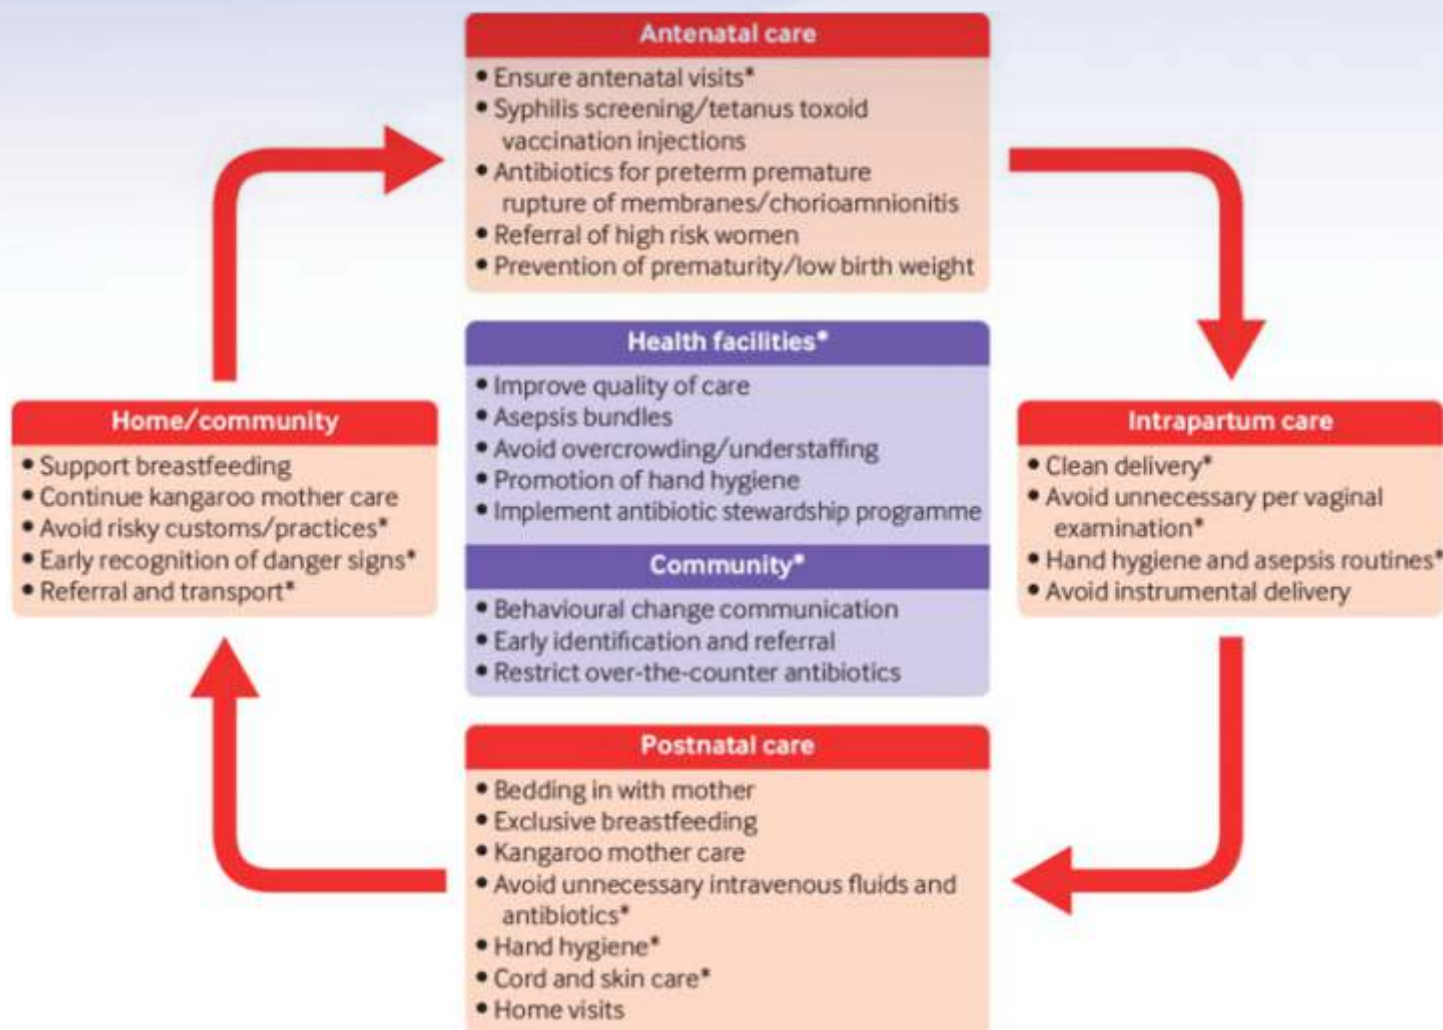 Antenatal care
• Ensure antenatal visits*
• Syphilis screening/tetanus toxoid
vaccination injections
• Antibiotics for preterm premature
rupture of membranes/chorioamnionitis
• Referral of high risk women
• Prevention of prematurity/low birth weight
Health facilities*
• Improve quality of care
• Asepsis bundles
• Avoid overcrowding/understaffing
• Promotion of hand hygiene
• Implement antibiotic stewardship programme
Community*
• Behavioural change communication
• Early identification and referral
• Restrict over-the-counter antibiotics
Home/community
• Support breastfeeding
• Continue kangaroo mother care
• Avoid risky customs/practices*
• Early recognition of danger signs*
• Referral and transport*
Intrapartum care
• Clean delivery*
• Avoid unnecessary per vaginal
examination*
• Hand hygiene and asepsis routines*
• Avoid instrumental delivery
Postnatal care
• Bedding in with mother
• Exclusive breastfeeding
• Kangaroo mother care
• Avoid unnecessary intravenous fluids and
antibiotics*
• Hand hygiene*
• Cord and skin care*
• Home visits